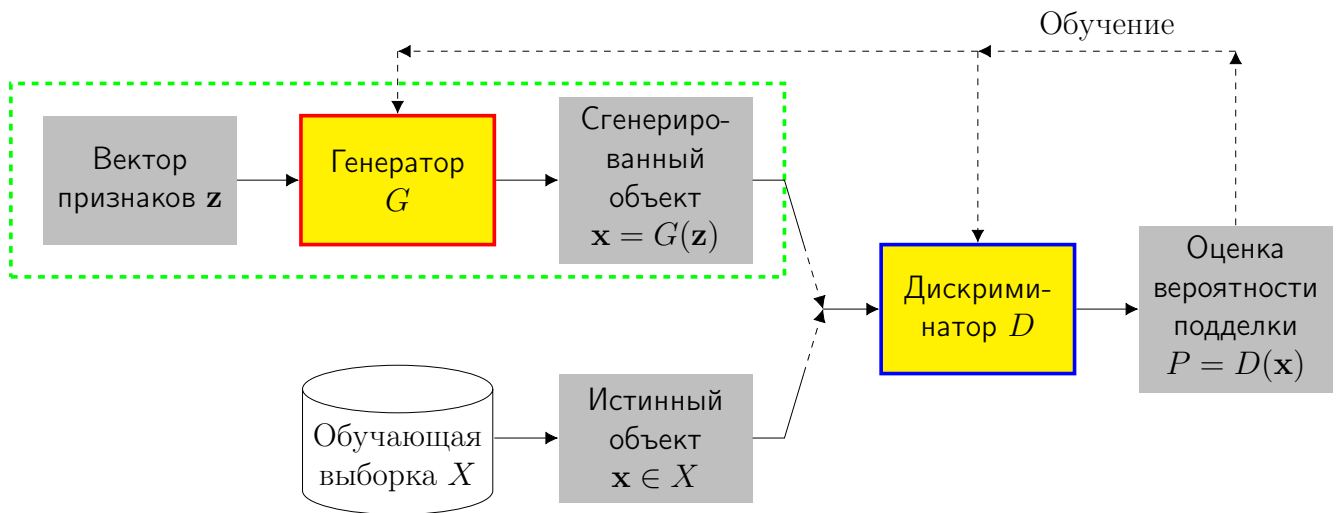 Обучение
Вектор
признаков z
Генератор
G
Сгенериро-
ванный
объект
x = G(z)
Дискрими-
натор D
Оценка
вероятности
подделки
P = D(x)
Обучающая
выборка X
Истинный
объект
x ∈ X